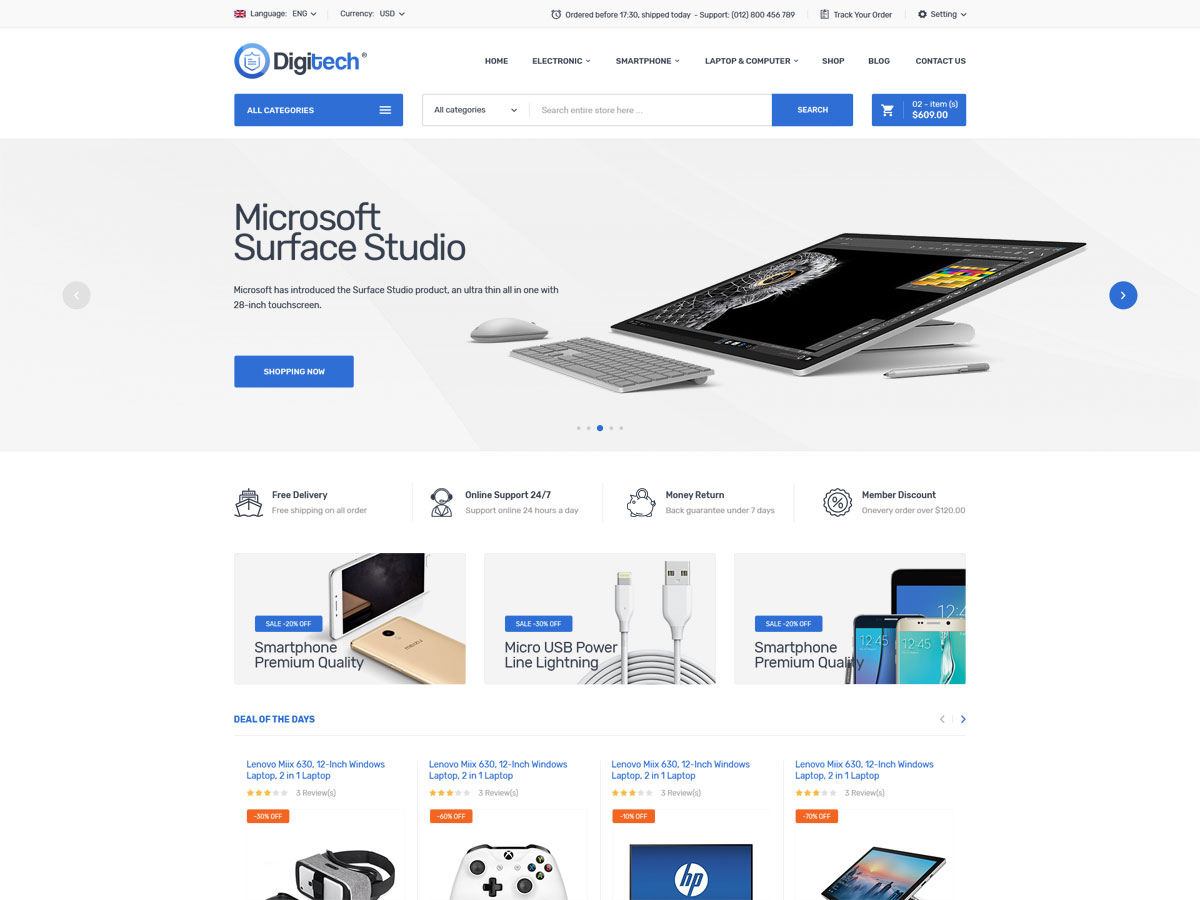 Language: ENG
Currency: USD
Ordered before 17:30, shipped today - Support: (012) 800 456 789
Track Your Order
Setting
Digitech®
HOME
ELECTRONIC
SMARTPHONE
LAPTOP & COMPUTER
SHOP
BLOG
CONTACT US
ALL CATEGORIES
All categories
Search entire store here ...
SEARCH
02 - item (s)
$609.00
Microsoft
Surface Studio
Microsoft has introduced the Surface Studio product, an ultra thin all in one with
28-inch touchscreen.
SHOPPING NOW
Free Delivery
Free shipping on all order
Online Support 24/7
Support online 24 hours a day
Money Return
Back guarantee under 7 days
Member Discount
Onevery order over $120.00
SALE -20% OFF
Smartphone
Premium Quality
MEIZU
SALE -30% OFF
Micro USB Power
Line Lightning
SALE -20% OFF
Smartphone
Premium Quality
12:45
12:45
12:4
DEAL OF THE DAYS
Lenovo Miix 630, 12-Inch Windows
Laptop, 2 in 1 Laptop
3 Review(s)
-30% OFF
Lenovo Miix 630, 12-Inch Windows
Laptop, 2 in 1 Laptop
3 Review(s)
-60% OFF
Lenovo Miix 630, 12-Inch Windows
Laptop, 2 in 1 Laptop
3 Review(s)
-10% OFF
hp
Lenovo Miix 630, 12-Inch Windows
Laptop, 2 in 1 Laptop
3 Review(s)
-70% OFF